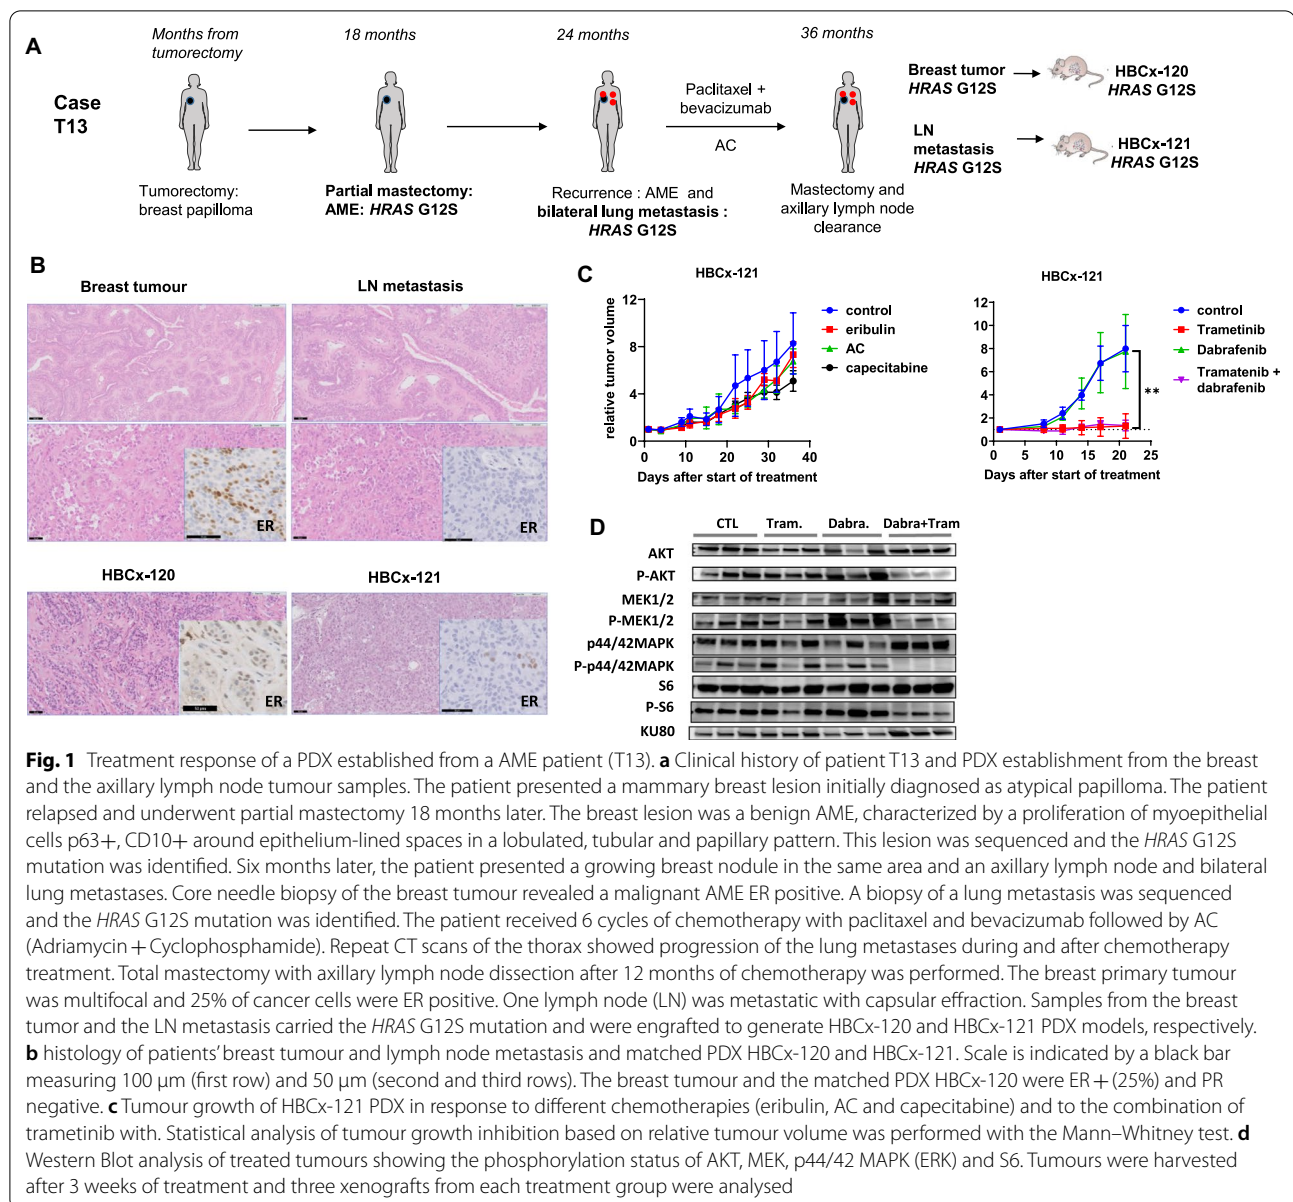 A
Months from
tumorectomy
18 months
24 months
36 months
Case
T13
Paclitaxel +
bevacizumab
AC
Tumorectomy:
breast papilloma
Partial mastectomy:
AME: HRAS G12S
Recurrence : AME and
bilateral lung metastasis :
HRAS G12S
Mastectomy and
axillary lymph node
clearance
Breast tumor
HRAS G12S
HBCx-120
HRAS G12S
LN
metastasis
HRAS G12S
HBCx-121
HRAS G12S
B
Breast tumour
LN metastasis
ER
ER
HBCx-120
HBCx-121
ER
ER
C
HBCx-121
relative tumor volume
12
8
4
0
0 10 20 30 40
Days after start of treatment
control
eribulin
AC
capecitabine
HBCx-121
12
10
8
6
4
2
0
0 5 10 15 20 25
Days after start of treatment
**
control
Trametinib
Dabrafenib
Tramatenib +
dabrafenib
D
CTL Tram. Dabra. Dabra+Tram
AKT
P-AKT
MEK1/2
P-MEK1/2
p44/42MAPK
P-p44/42MAPK
S6
P-S6
KU80
Fig. 1 Treatment response of a PDX established from a AME patient (T13). a Clinical history of patient T13 and PDX establishment from the breast
and the axillary lymph node tumour samples. The patient presented a mammary breast lesion initially diagnosed as atypical papilloma. The patient
relapsed and underwent partial mastectomy 18 months later. The breast lesion was a benign AME, characterized by a proliferation of myoepithelial
cells p63+, CD10+ around epithelium-lined spaces in a lobulated, tubular and papillary pattern. This lesion was sequenced and the HRAS G12S
mutation was identified. Six months later, the patient presented a growing breast nodule in the same area and an axillary lymph node and bilateral
lung metastases. Core needle biopsy of the breast tumour revealed a malignant AME ER positive. A biopsy of a lung metastasis was sequenced
and the HRAS G12S mutation was identified. The patient received 6 cycles of chemotherapy with paclitaxel and bevacizumab followed by AC
(Adriamycin + Cyclophosphamide). Repeat CT scans of the thorax showed progression of the lung metastases during and after chemotherapy
treatment. Total mastectomy with axillary lymph node dissection after 12 months of chemotherapy was performed. The breast primary tumour
was multifocal and 25% of cancer cells were ER positive. One lymph node (LN) was metastatic with capsular effraction. Samples from the breast
tumor and the LN metastasis carried the HRAS G12S mutation and were engrafted to generate HBCx-120 and HBCx-121 PDX models, respectively.
b histology of patients' breast tumour and lymph node metastasis and matched PDX HBCx-120 and HBCx-121. Scale is indicated by a black bar
measuring 100 µm (first row) and 50 µm (second and third rows). The breast tumour and the matched PDX HBCx-120 were ER + (25%) and PR
negative. c Tumour growth of HBCx-121 PDX in response to different chemotherapies (eribulin, AC and capecitabine) and to the combination of
trametinib with. Statistical analysis of tumour growth inhibition based on relative tumour volume was performed with the Mann–Whitney test. d
Western Blot analysis of treated tumours showing the phosphorylation status of AKT, MEK, p44/42 MAPK (ERK) and S6. Tumours were harvested
after 3 weeks of treatment and three xenografts from each treatment group were analysed